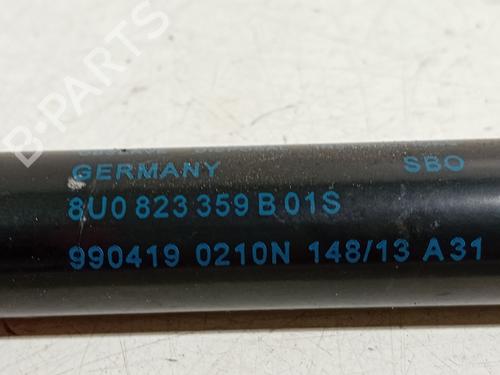 B-PARTS
GERMANY SBO
8U0 823 359 B 01S
990419 0210N 148/13 A31